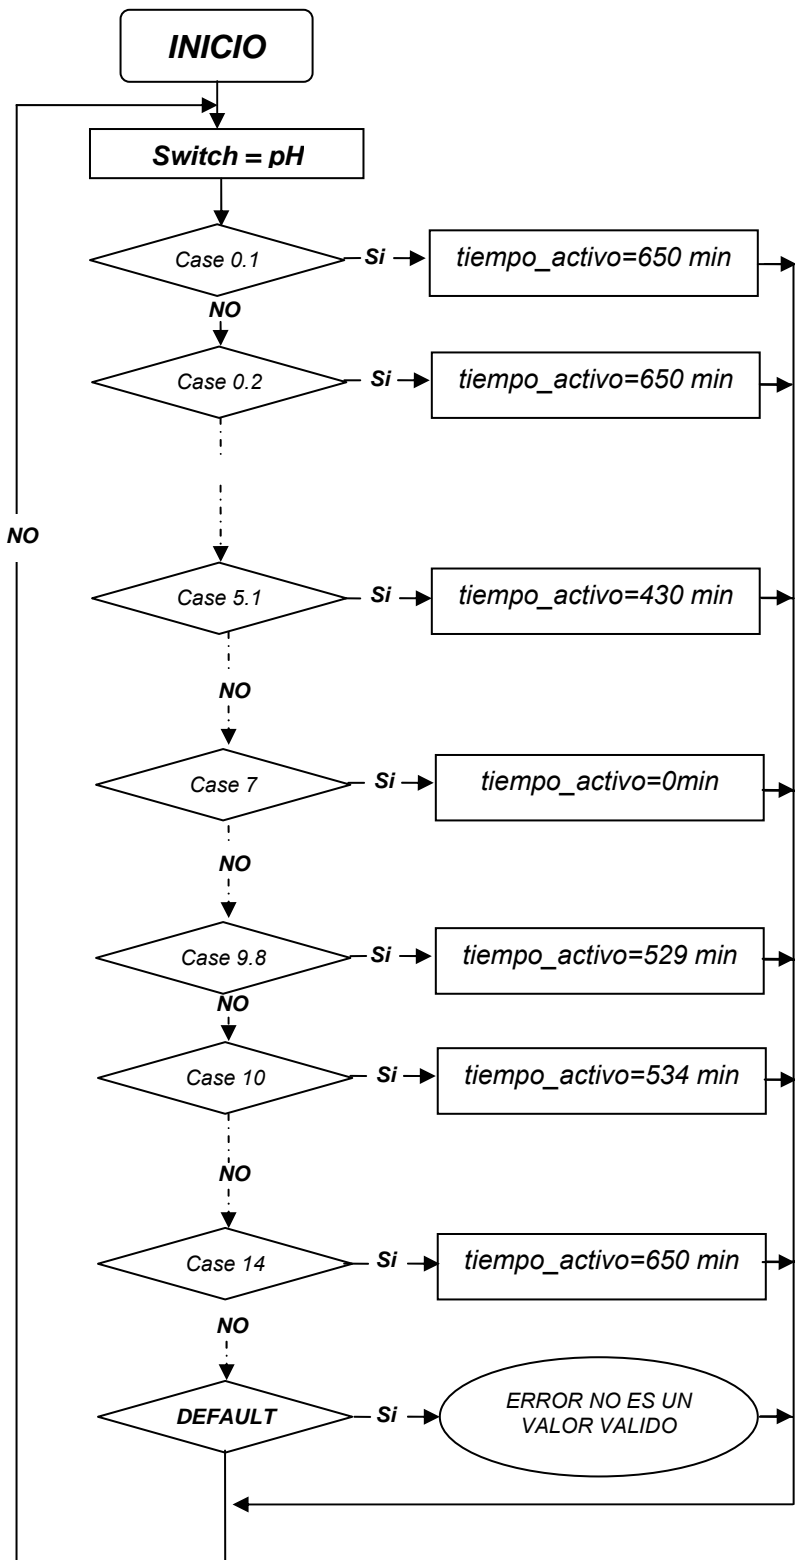 INICIO
Switch = pH
Case 0.1
Si
tiempo_activo=650 min
NO
Case 0.2
Si
tiempo_activo=650 min
NO
Case 5.1
Si
tiempo_activo=430 min
NO
Case 7
Si
tiempo_activo=0min
NO
Case 9.8
Si
tiempo_activo=529 min
NO
Case 10
Si
tiempo_activo=534 min
NO
Case 14
Si
tiempo_activo=650 min
NO
DEFAULT
Si
ERROR NO ES UN
VALOR VALIDO